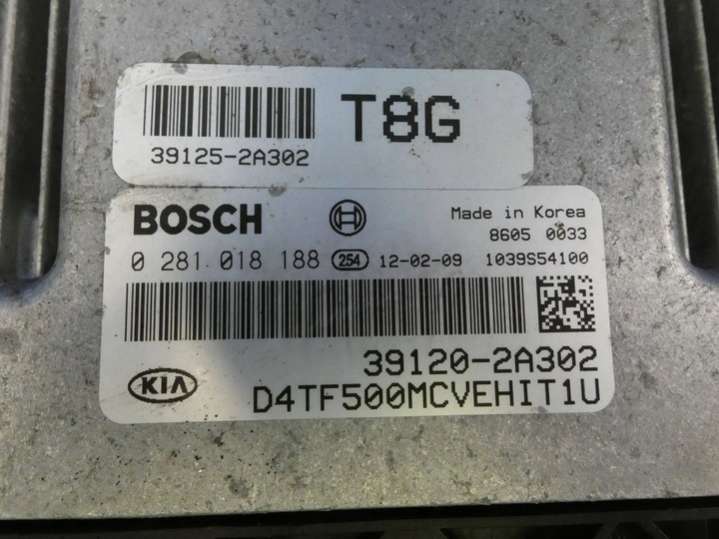 T8G
39125-2A302
BOSCH
Made in Korea
8605 0033
0 281 018 188 254 12-02-09 1039S54100
39120-2A302
KIA
D4TF500MCVEHIT1U